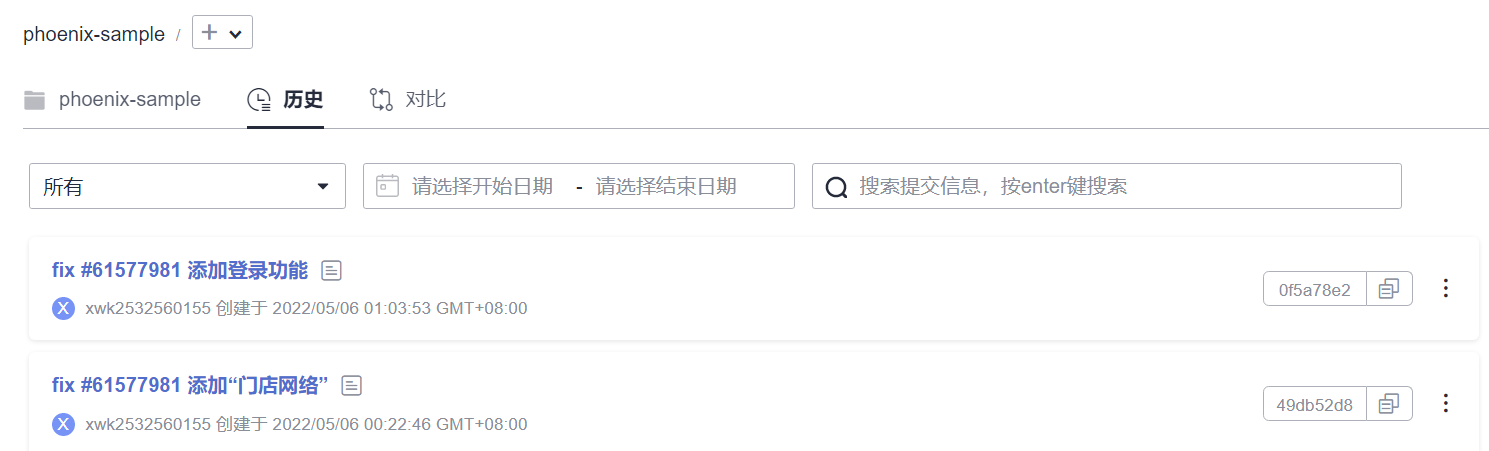 phoenix-sample /
phoenix-sample 历史 对比
所有 请选择开始日期 - 请选择结束日期 搜索提交信息，按enter键搜索
fix #61577981 添加登录功能
X xwk2532560155 创建于 2022/05/06 01:03:53 GMT+08:00 0f5a78e2
fix #61577981 添加“门店网络”
X xwk2532560155 创建于 2022/05/06 00:22:46 GMT+08:00 49db52d8